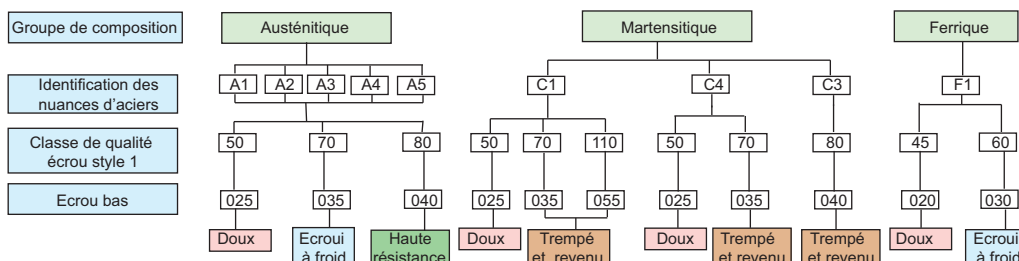 Groupe de composition
Austénitique
Martensitique
Ferrique
Identification des
nuances d'aciers
A1 A2 A3 A4 A5 C1 C4 C3 F1
Classe de qualité
écrou style 1
50 70 80 50 70 110 50 70 80 45 60
Ecrou bas
025 035 040 025 035 055 025 035 040 020 030
Doux
Ecroui
à froid
Haute
résistance
Doux
Trempé
et revenu
Doux
Trempé
et revenu
Trempé
et revenu
Doux
Ecroui
à froid